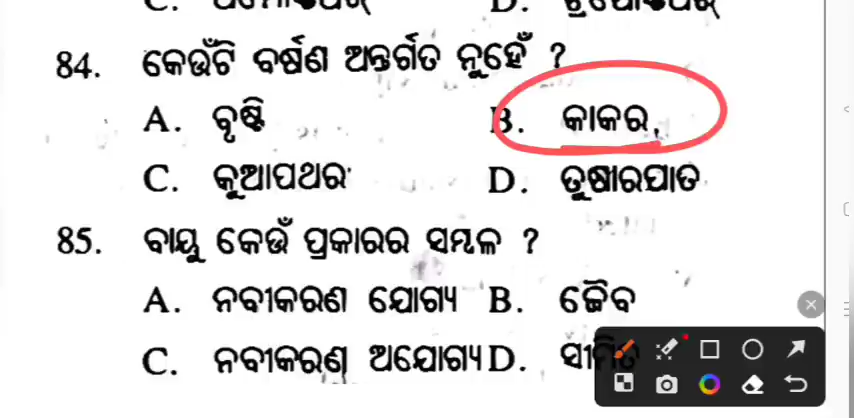 84. କେଉଁଟି ବର୍ଷଣ ଅନ୍ତର୍ଗତ ନୁହେଁ ?
A. ବୃଷ୍ଟି B. କାକର
C. କୁଆପଥର D. ତୁଷାରପାତ
85. ବାୟୁ କେଉଁ ପ୍ରକାରର ସମ୍ବଳ ?
A. ନବୀକରଣ ଯୋଗ୍ୟ B. ଜୈବ
C. ନବୀକରଣ ଅଯୋଗ୍ୟ D.